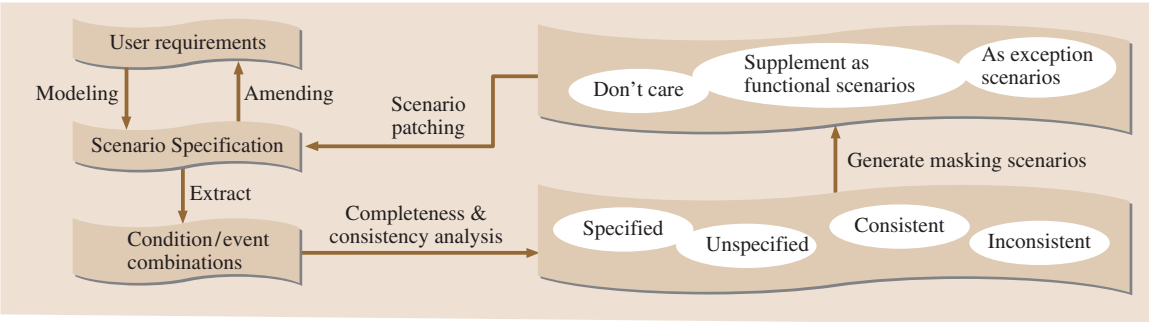 User requirements
Modeling
Amending
Scenario Specification
Extract
Condition/event
combinations
Completeness &
consistency analysis
Scenario
patching
Don't care
Supplement as
functional scenarios
As exception
scenarios
Generate masking scenarios
Specified
Unspecified
Consistent
Inconsistent